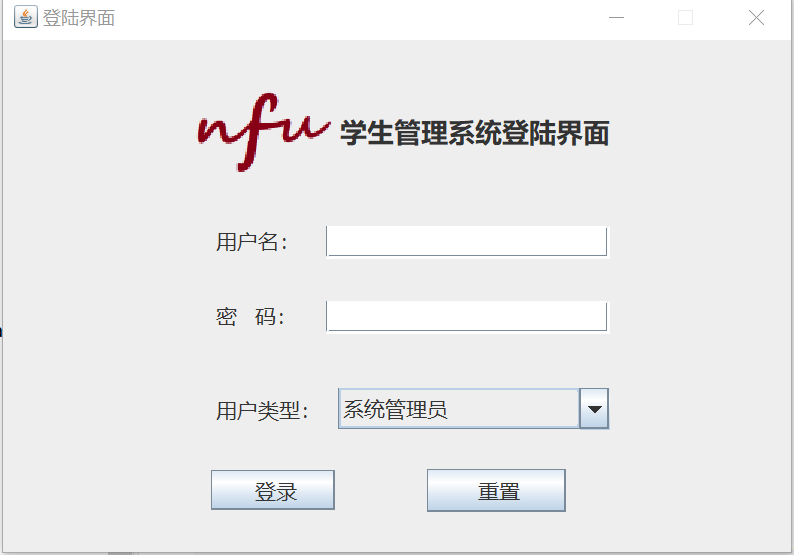 登陆界面
nfu 学生管理系统登陆界面
用户名：
密 码：
用户类型： 系统管理员
登录 重置